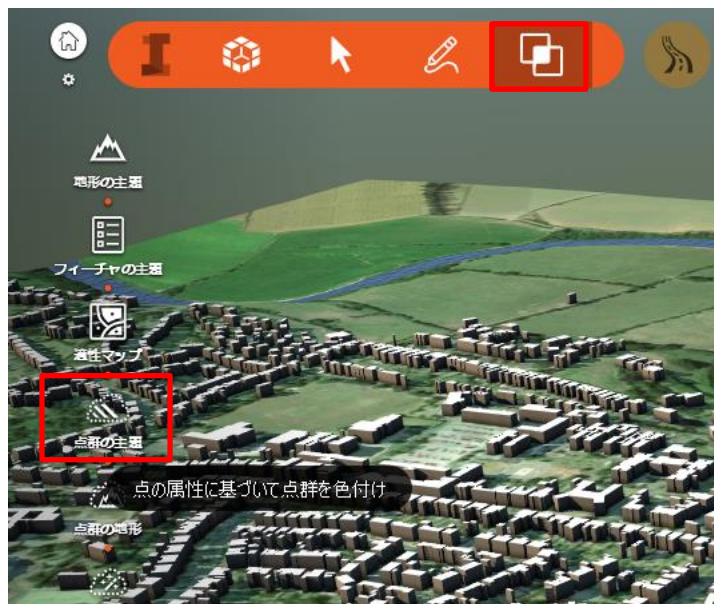 地形の主題
フィーチャの主題
適性マップ
点群の主題
点の属性に基づいて点群を色付け
点群の地形